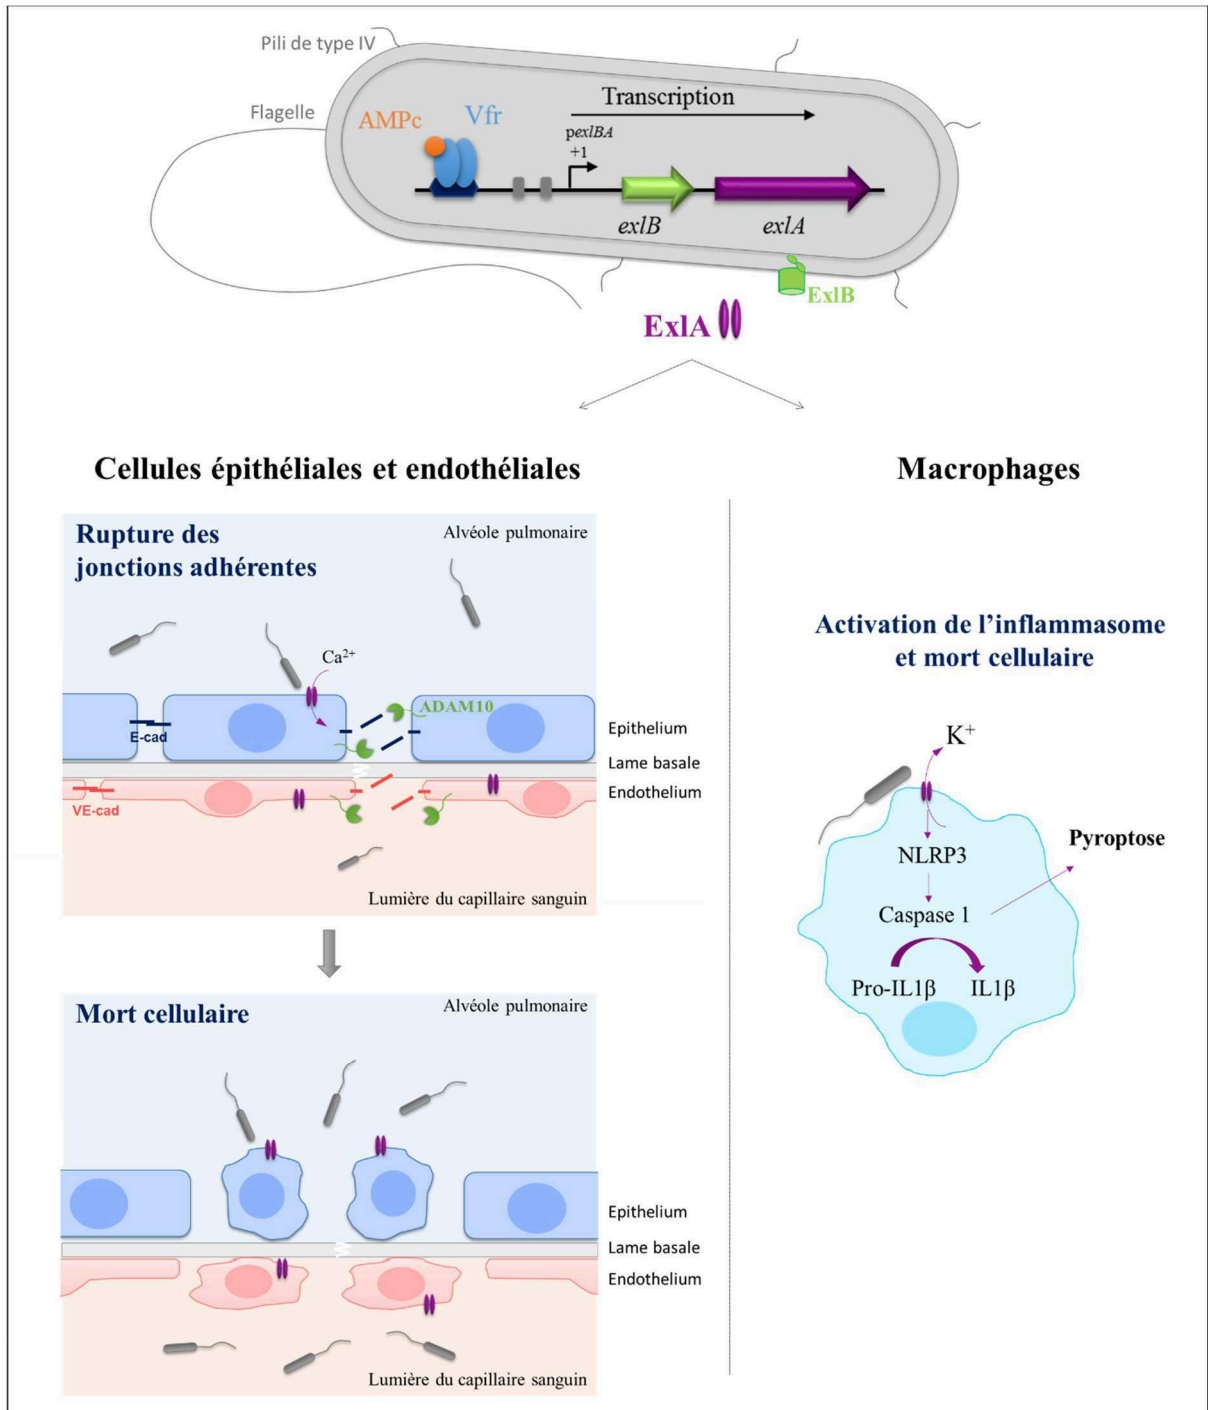 Pili de type IV
Flagelle
AMPc
Vfr
Transcription
pexlBA
+1
exlB
exlA
ExlB
ExlA
Cellules épithéliales et endothéliales
Macrophages
Rupture des
jonctions adhérentes
Alvéole pulmonaire
Ca²⁺
ADAM10
E-cad
Epithelium
Lame basale
Endothelium
VE-cad
Lumière du capillaire sanguin
Mort cellulaire
Alvéole pulmonaire
Epithelium
Lame basale
Endothelium
Lumière du capillaire sanguin
Activation de l’inflammasome
et mort cellulaire
K⁺
NLRP3
Pyroptose
Caspase 1
Pro-IL1β IL1β